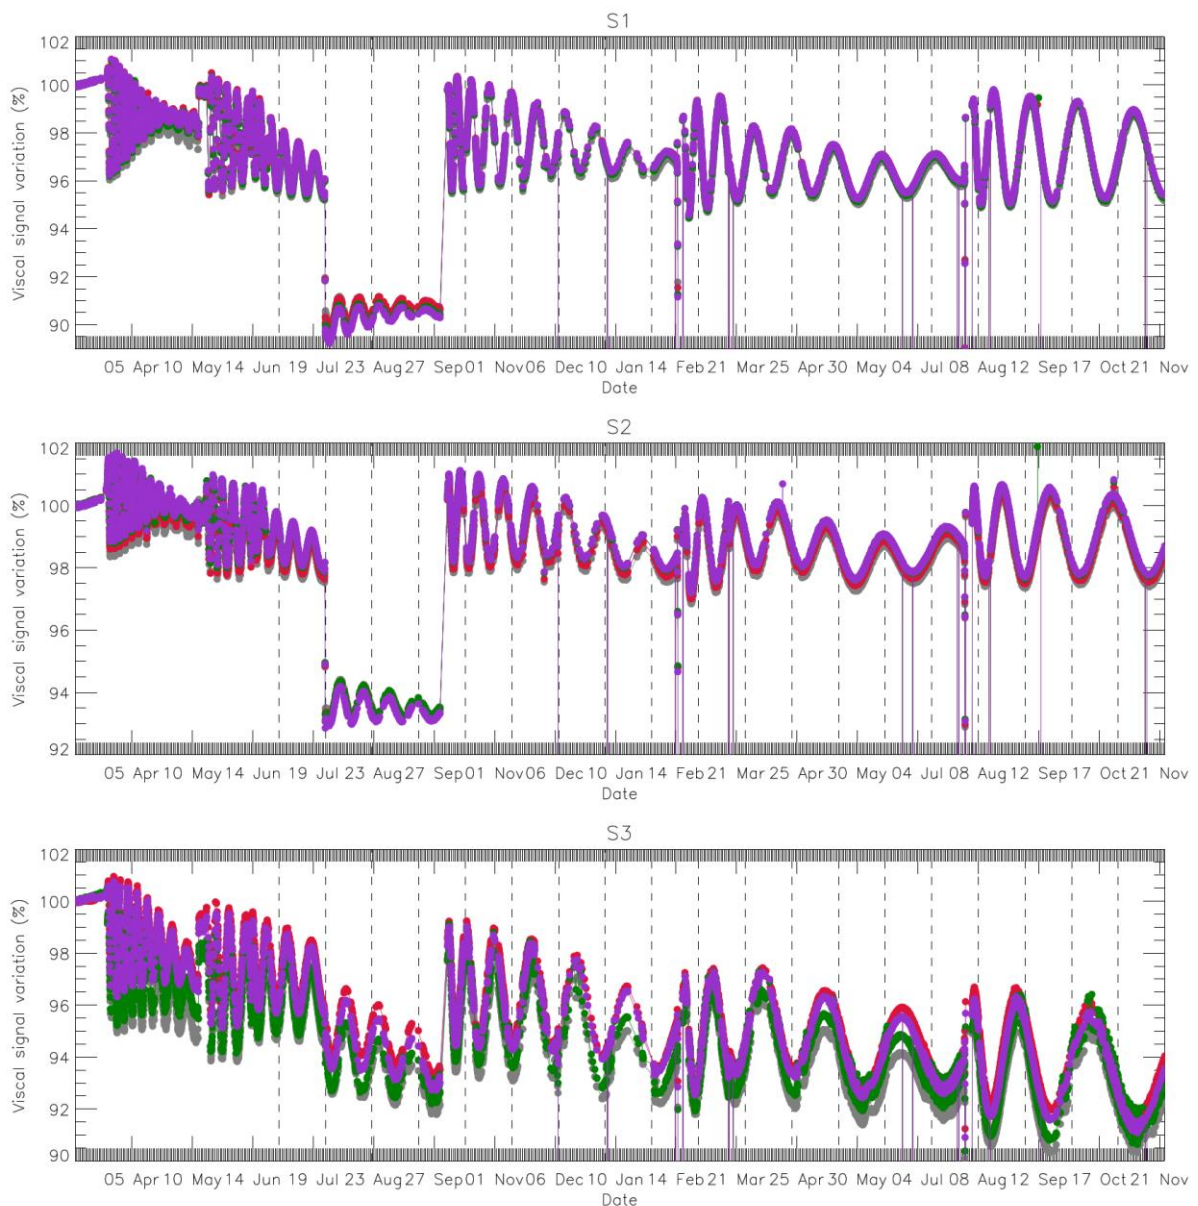 S1
Viscal signal variation (%)
102
100
98
96
94
92
90
05 Apr 10 May 14 Jun 19 Jul 23 Aug 27 Sep 01 Nov 06 Dec 10 Jan 14 Feb 21 Mar 25 Apr 30 May 04 Jul 08 Aug 12 Sep 17 Oct 21 Nov
Date
S2
Viscal signal variation (%)
102
100
98
96
94
92
05 Apr 10 May 14 Jun 19 Jul 23 Aug 27 Sep 01 Nov 06 Dec 10 Jan 14 Feb 21 Mar 25 Apr 30 May 04 Jul 08 Aug 12 Sep 17 Oct 21 Nov
Date
S3
Viscal signal variation (%)
102
100
98
96
94
92
90
05 Apr 10 May 14 Jun 19 Jul 23 Aug 27 Sep 01 Nov 06 Dec 10 Jan 14 Feb 21 Mar 25 Apr 30 May 04 Jul 08 Aug 12 Sep 17 Oct 21 Nov
Date